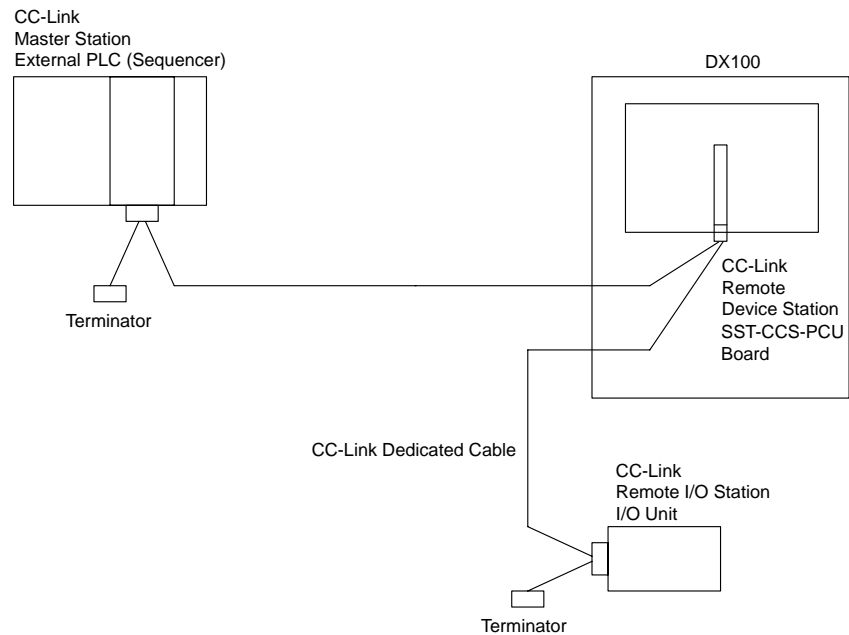 CC-Link
Master Station
External PLC (Sequencer)
DX100
CC-Link
Remote
Device Station
SST-CCS-PCU
Board
Terminator
CC-Link Dedicated Cable
CC-Link
Remote I/O Station
I/O Unit
Terminator